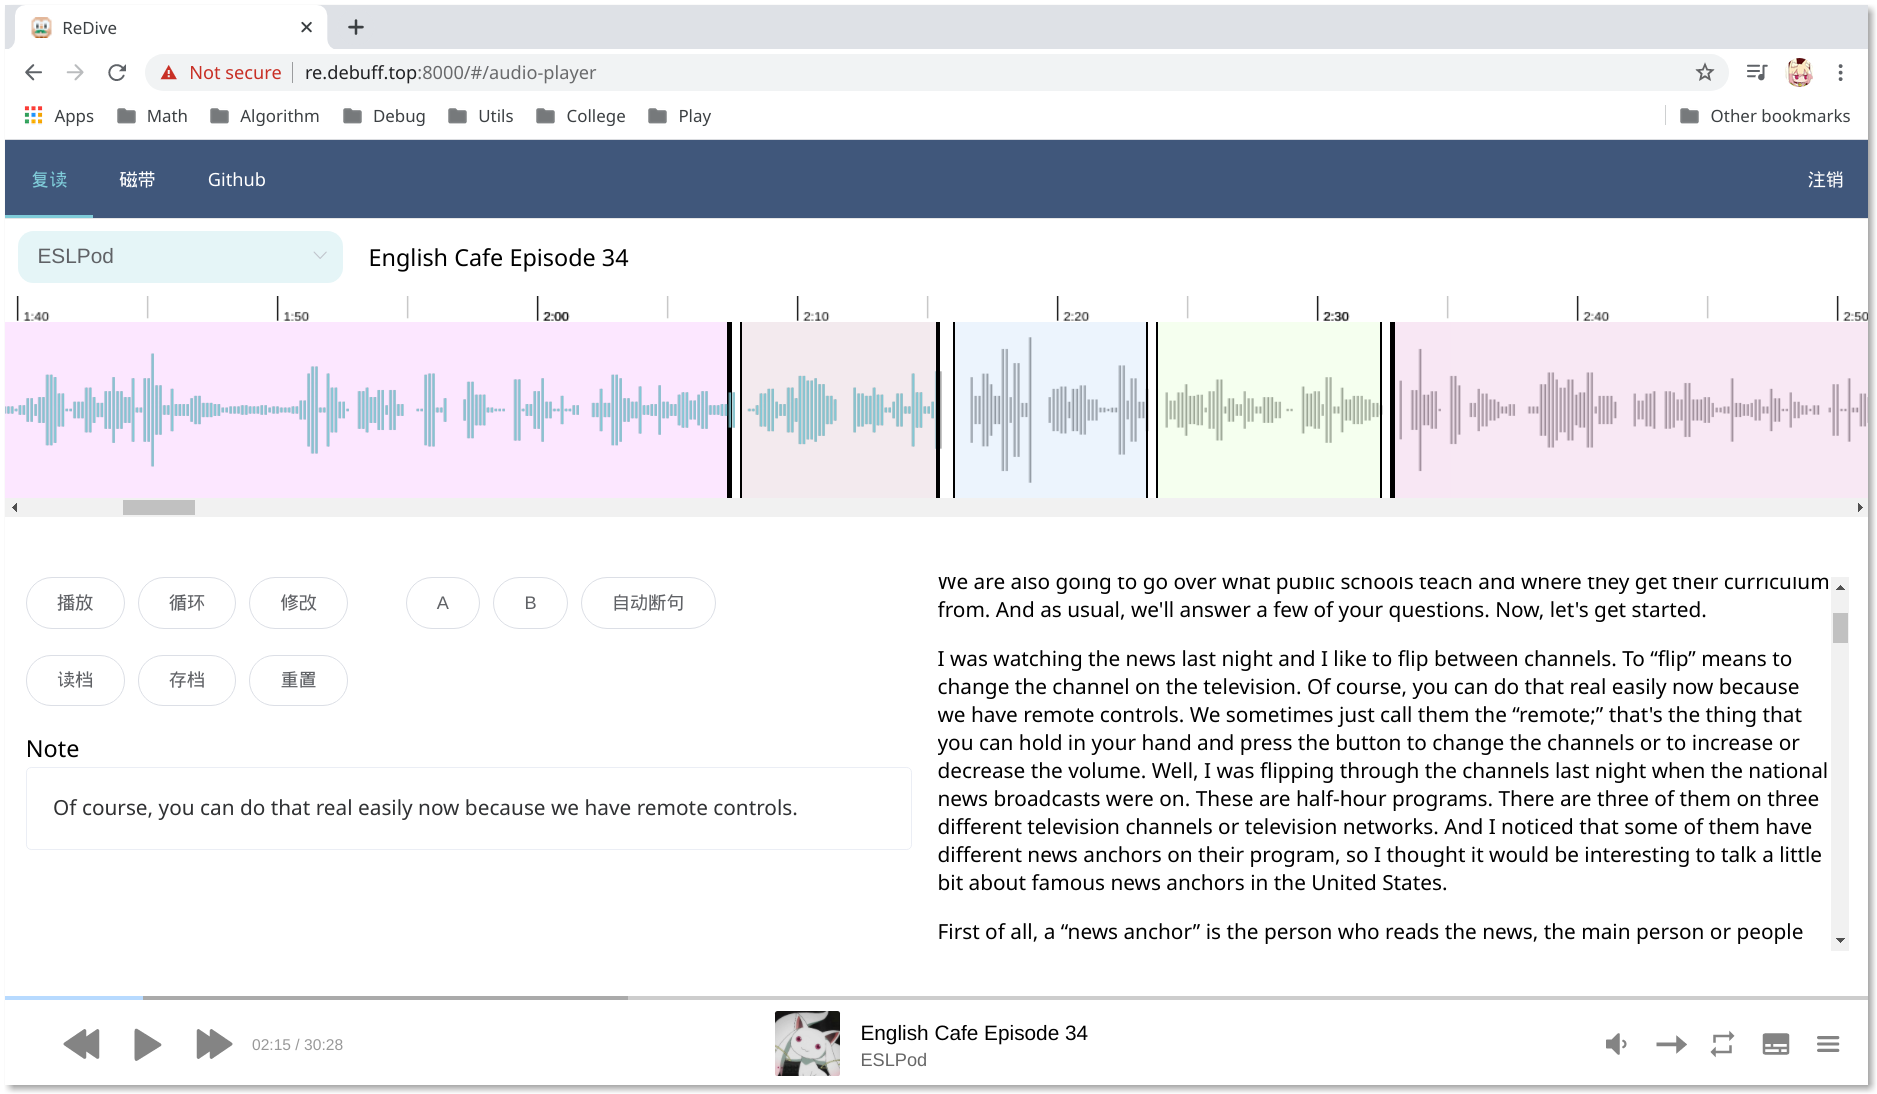 ReDive
Not secure re.debuff.top:8000/#/audio-player
Apps Math Algorithm Debug Utils College Play Other bookmarks
复读 磁带 Github 注销
ESLPod English Cafe Episode 34
1:40 1:50 2:00 2:10 2:20 2:30 2:40 2:50
播放 循环 修改 A B 自动断句
读档 存档 重置
Note
Of course, you can do that real easily now because we have remote controls.
We are also going to go over what public schools teach and where they get their curriculum
from. And as usual, we'll answer a few of your questions. Now, let's get started.
I was watching the news last night and I like to flip between channels. To “flip” means to
change the channel on the television. Of course, you can do that real easily now because
we have remote controls. We sometimes just call them the “remote;” that's the thing that
you can hold in your hand and press the button to change the channels or to increase or
decrease the volume. Well, I was flipping through the channels last night when the national
news broadcasts were on. These are half-hour programs. There are three of them on three
different television channels or television networks. And I noticed that some of them have
different news anchors on their program, so I thought it would be interesting to talk a little
bit about famous news anchors in the United States.
First of all, a “news anchor” is the person who reads the news, the main person or people
02:15 / 30:28
English Cafe Episode 34
ESLPod